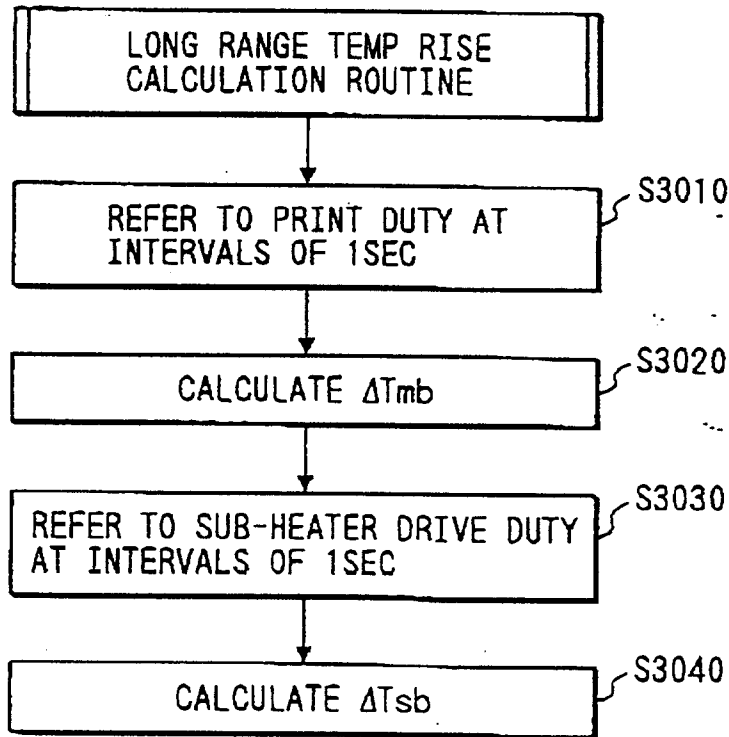 LONG RANGE TEMP RISE
CALCULATION ROUTINE
S3010
REFER TO PRINT DUTY AT
INTERVALS OF 1SEC
S3020
CALCULATE ΔTmb
S3030
REFER TO SUB-HEATER DRIVE DUTY
AT INTERVALS OF 1SEC
S3040
CALCULATE ΔTsb